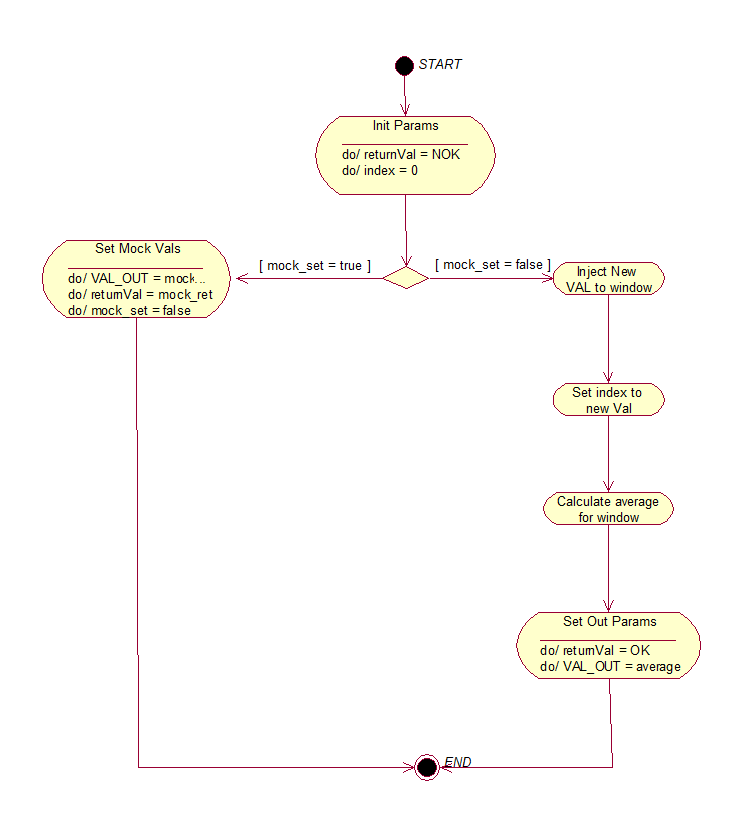 START
Init Params
do/ returnVal = NOK
do/ index = 0
[ mock_set = true ]
[ mock_set = false ]
Set Mock Vals
do/ VAL_OUT = mock...
do/ returnVal = mock_ret
do/ mock_set = false
Inject New
VAL to window
Set index to
new Val
Calculate average
for window
Set Out Params
do/ returnVal = OK
do/ VAL_OUT = average
END